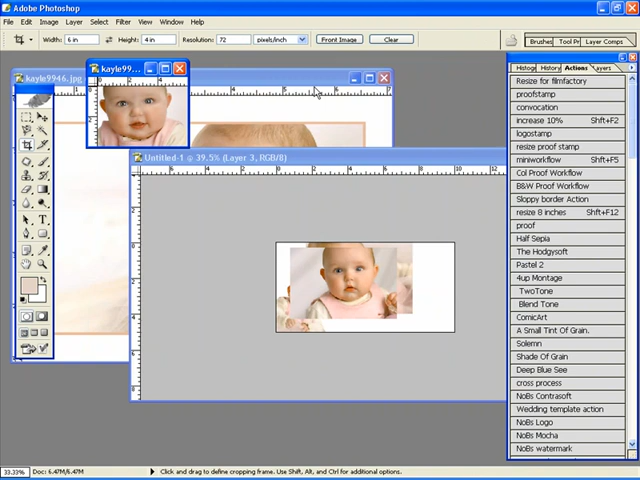 Adobe Photoshop
File Edit Image Layer Select Filter View Window Help
Width: 6 in Height: 4 in Resolution: 72 pixels/inch Front Image Clear
Brushes Tool Pr Layer Comps
kayle9946.jpg
kayle99...
Histog History Actions Layers
Resize for filmfactory
proofstamp
convocation
increase 10% Shft+F2
logostamp
resize proof stamp
miniworkflow Shft+F5
Col Proof Workflow
B&W Proof Workflow
Sloppy border Action
resize 8 inches Shft+F12
proof
Half Sepia
The Hodgysoft
Pastel 2
4up Montage
TwoTone
Blend Tone
ComicArt
A Small Tint Of Grain.
Solemn
Shade Of Grain
Deep Blue See
cross process
NoBs Contrasoft
Wedding template action
NoBs Logo
NoBs Mocha
NoBs watermark
Untitled-1 @ 39.5% (Layer 3, RGB/8)
33.33% Doc: 6.47M/6.47M Click and drag to define cropping frame. Use Shift, Alt, and Ctrl for additional options.